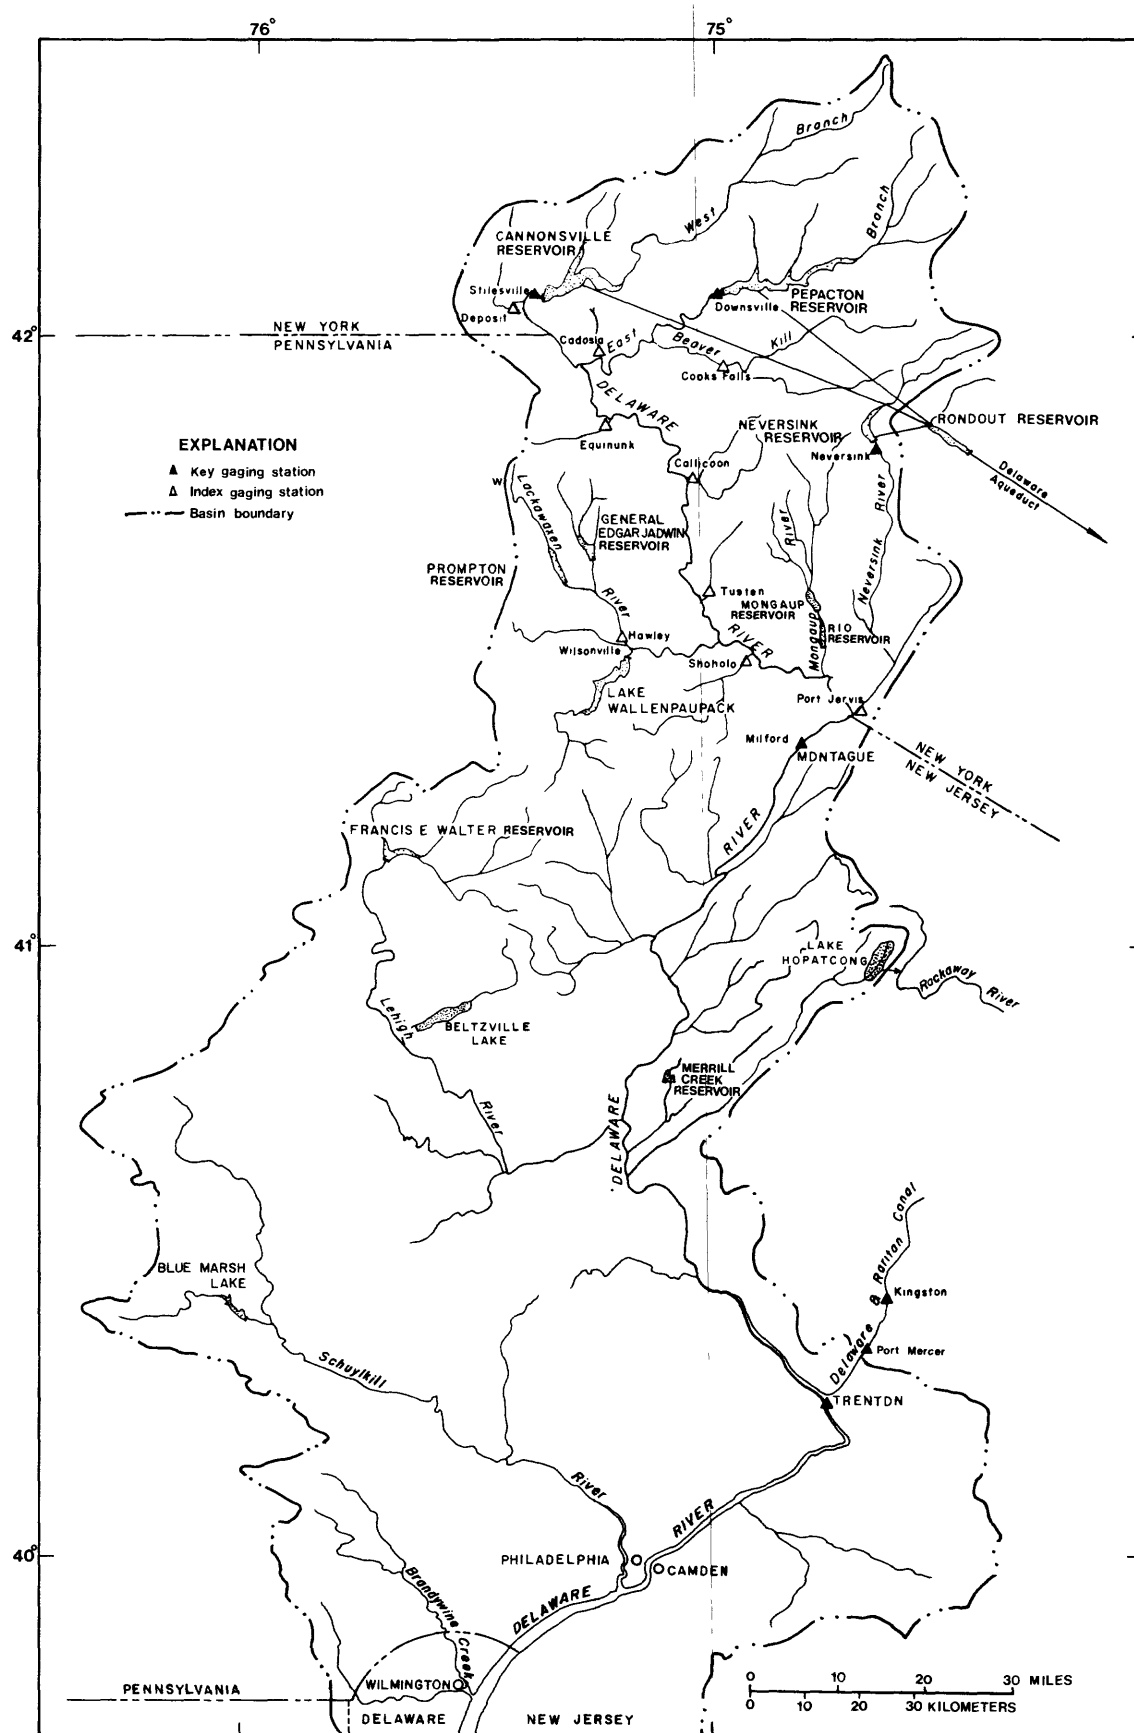 76°
75°
Branch
West
Branch
CANNONSVILLE
RESERVOIR
Stilesville
Deposit
PEPACTON
RESERVOIR
Downsville
42°
NEW YORK
PENNSYLVANIA
Cadosia
East
Beaver
Kill
Cooks Falls
DELAWARE
NEVERSINK
RESERVOIR
RONDOUT RESERVOIR
Equinunk
Neversink
Callicoon
Delaware
Aqueduct
EXPLANATION
Key gaging station
Index gaging station
Basin boundary
W
Lackawaxen
River
GENERAL
EDGAR JADWIN
RESERVOIR
River
Neversink
River
PROMPTON
RESERVOIR
Tusten
MONGAUP
RESERVOIR
Mongaup
RIO
RESERVOIR
RIVER
Hawley
Wilsonville
Shoholo
LAKE
WALLENPAUPACK
Port Jervis
Milford
MONTAGUE
NEW YORK
NEW JERSEY
RIVER
FRANCIS E WALTER RESERVOIR
41°
LAKE
HOPATCONG
Rockaway
River
Lehigh
BELTZVILLE
LAKE
MERRILL
CREEK
RESERVOIR
River
DELAWARE
Delaware & Raritan Canal
BLUE MARSH
LAKE
Kingston
Port Mercer
Schuylkill
TRENTON
River
RIVER
40°
PHILADELPHIA
CAMDEN
Brandywine
Creek
DELAWARE
WILMINGTON
PENNSYLVANIA
DELAWARE
NEW JERSEY
0 10 20 30 MILES
0 10 20 30 KILOMETERS